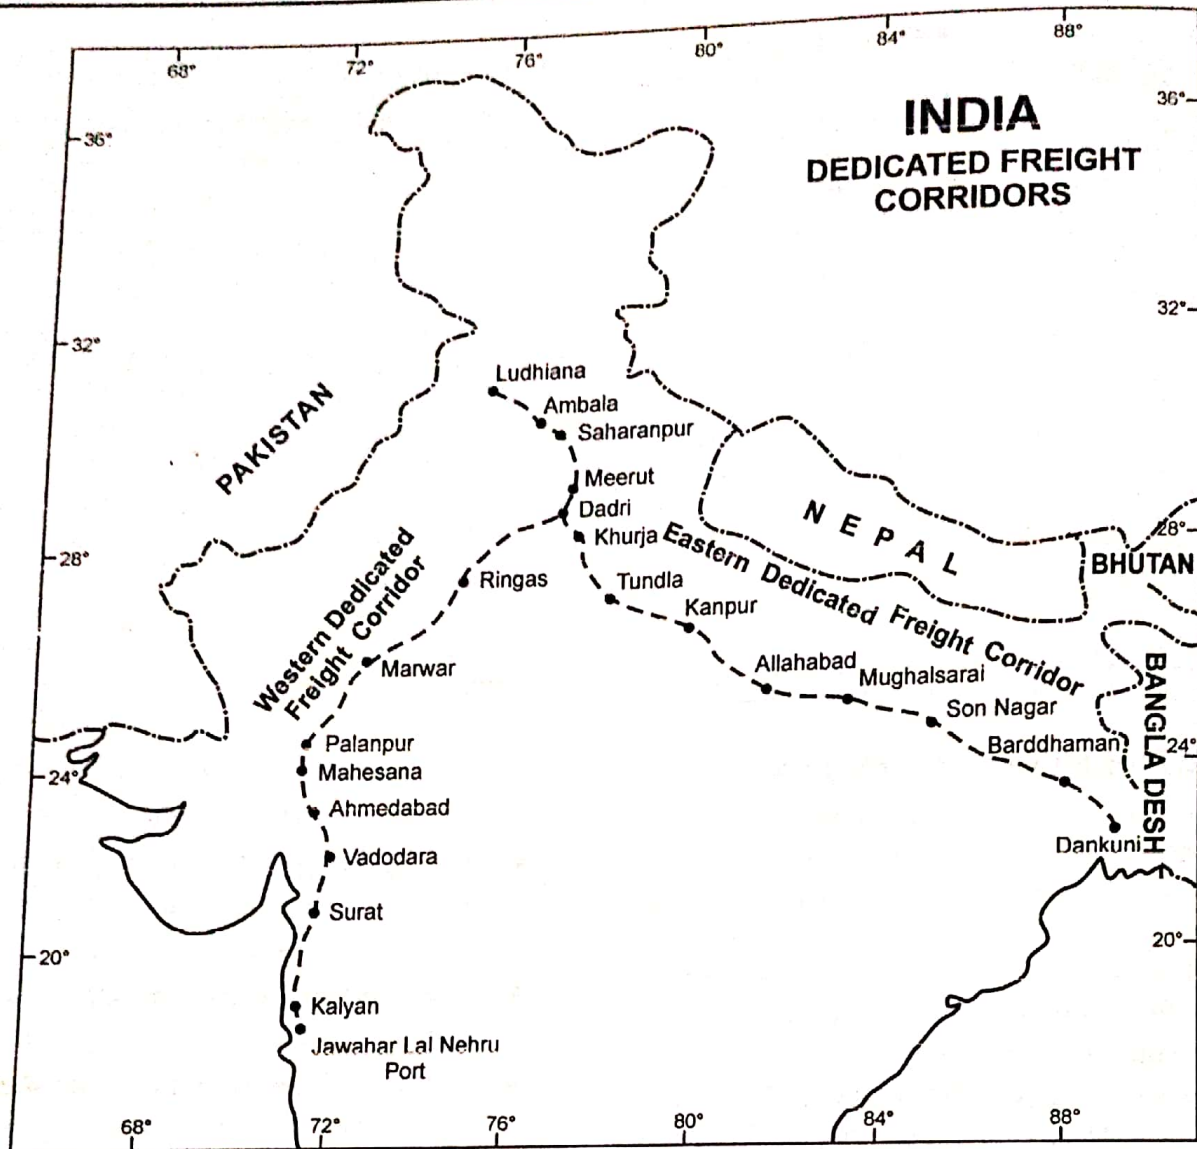 68°
72°
76°
80°
84°
88°
36°
36°
INDIA
DEDICATED FREIGHT
CORRIDORS
32°
32°
PAKISTAN
Ludhiana
Ambala
Saharanpur
Meerut
Dadri
Khurja
Eastern Dedicated Freight Corridor
NEPAL
28°
28°
BHUTAN
Western Dedicated
Freight Corridor
Ringas
Tundla
Kanpur
Marwar
Allahabad
Mughalsarai
Son Nagar
Barddhaman
BANGLA DESH
24°
24°
Palanpur
Mahesana
Ahmedabad
Vadodara
Dankuni
Surat
20°
20°
Kalyan
Jawahar Lal Nehru
Port
68°
72°
76°
80°
84°
88°